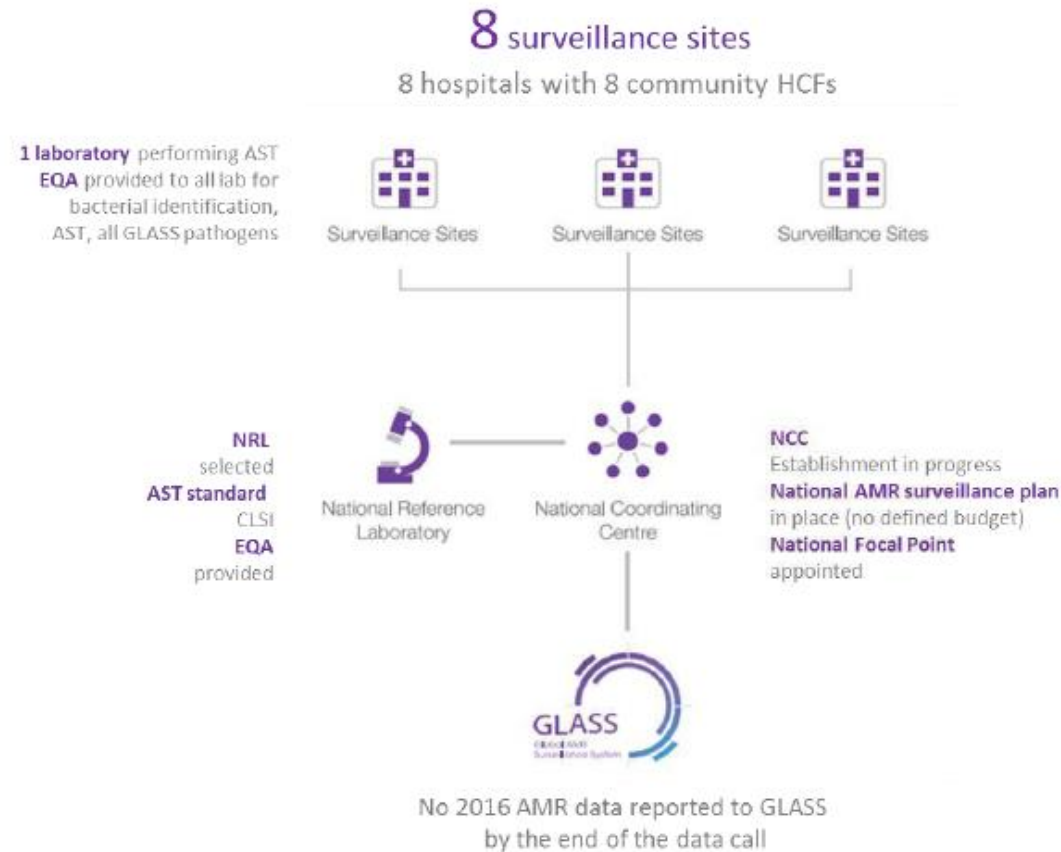 8 surveillance sites
8 hospitals with 8 community HCFs
1 laboratory performing AST
EQA provided to all lab for
bacterial identification,
AST, all GLASS pathogens
Surveillance Sites
Surveillance Sites
Surveillance Sites
NRL
selected
AST standard
CLSI
EQA
provided
National Reference
Laboratory
National Coordinating
Centre
NCC
Establishment in progress
National AMR surveillance plan
in place (no defined budget)
National Focal Point
appointed
GLASS
Global AMR
Surveillance System
No 2016 AMR data reported to GLASS
by the end of the data call